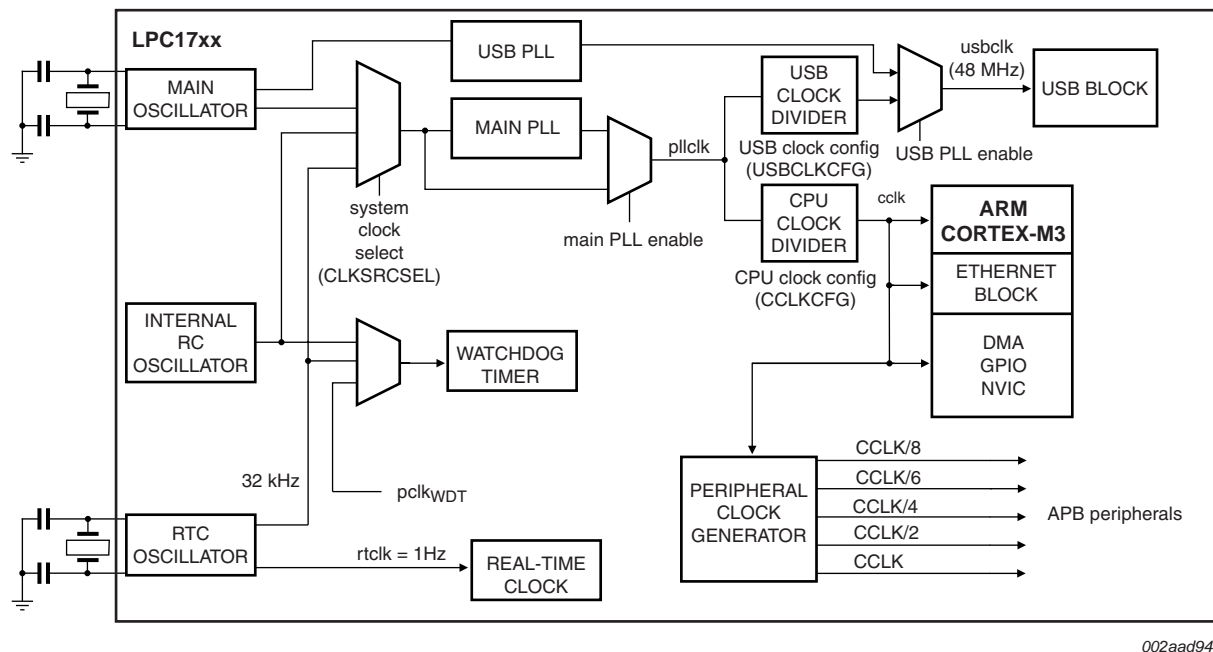 LPC17xx
MAIN
OSCILLATOR
USB PLL
MAIN PLL
system
clock
select
(CLKSRCSEL)
main PLL enable
pllclk
USB
CLOCK
DIVIDER
USB clock config
(USBCLKCFG)
usbclk
(48 MHz)
USB BLOCK
USB PLL enable
CPU
CLOCK
DIVIDER
CPU clock config
(CCLKCFG)
cclk
ARM
CORTEX-M3
ETHERNET
BLOCK
DMA
GPIO
NVIC
INTERNAL
RC
OSCILLATOR
WATCHDOG
TIMER
32 kHz
pclkWDT
RTC
OSCILLATOR
rtclk = 1Hz
REAL-TIME
CLOCK
PERIPHERAL
CLOCK
GENERATOR
CCLK/8
CCLK/6
CCLK/4
CCLK/2
CCLK
APB peripherals
002aad94